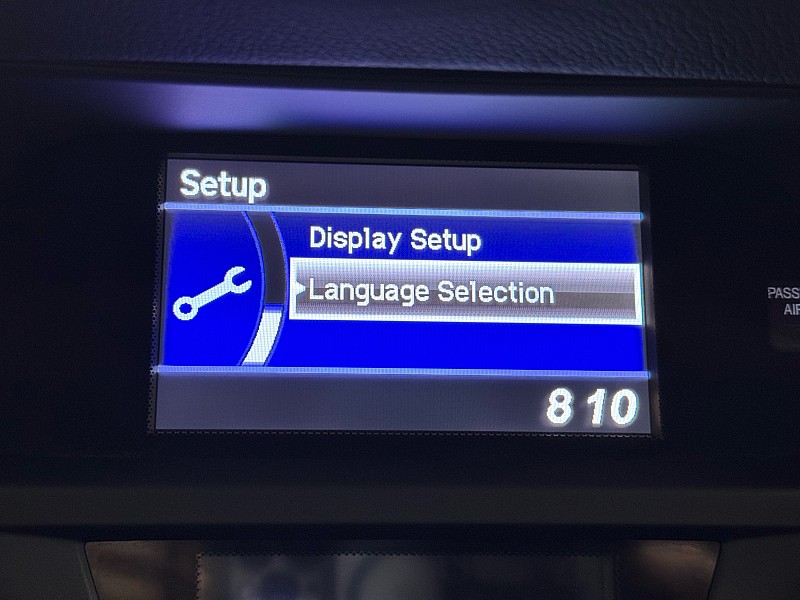 Setup
Display Setup
Language Selection
8 10